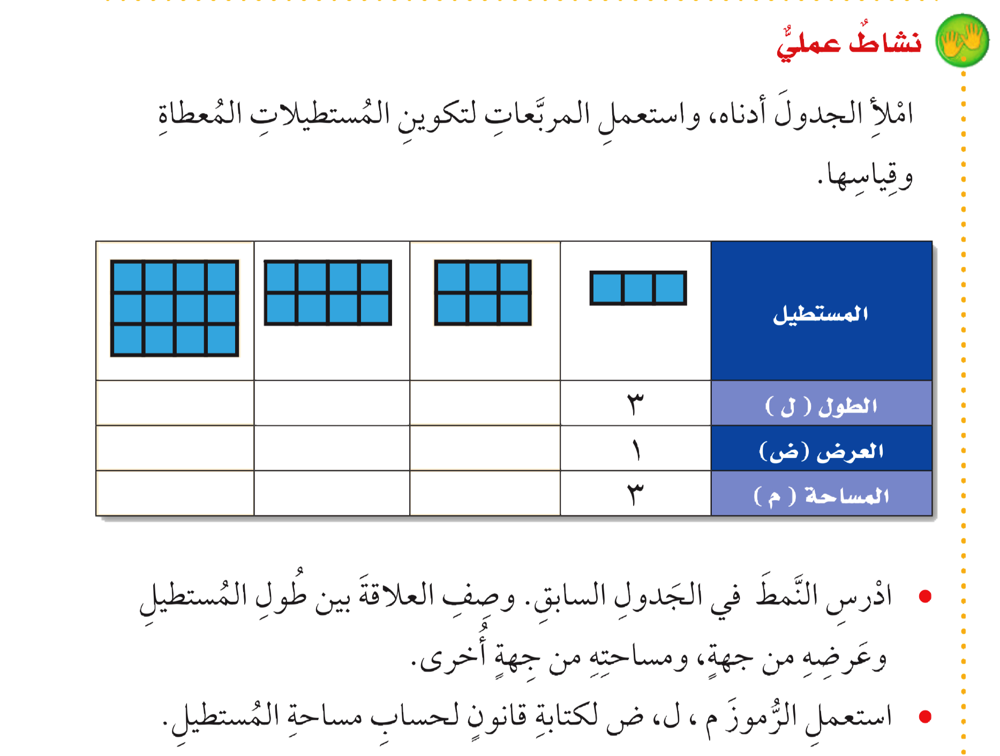 نشاطٌ عمليٌّ
امْلأِ الجدولَ أدناه، واستعملِ المربَّعاتِ لتكوينِ المُستطيلاتِ المُعطاةِ
وقِياسِها.
المستطيل
الطول ( ل ) ٣
العرض (ض) ١
المساحة ( م ) ٣
• ادْرسِ النَّمطَ في الجَدولِ السابقِ. وصِفِ العلاقةَ بين طُولِ المُستطيلِ
وعَرضِهِ من جهةٍ، ومساحتِهِ من جِهةٍ أُخرى.
• استعملِ الرُّموزَ م ، ل، ض لكتابةِ قانونٍ لحسابِ مساحةِ المُستطيلِ.